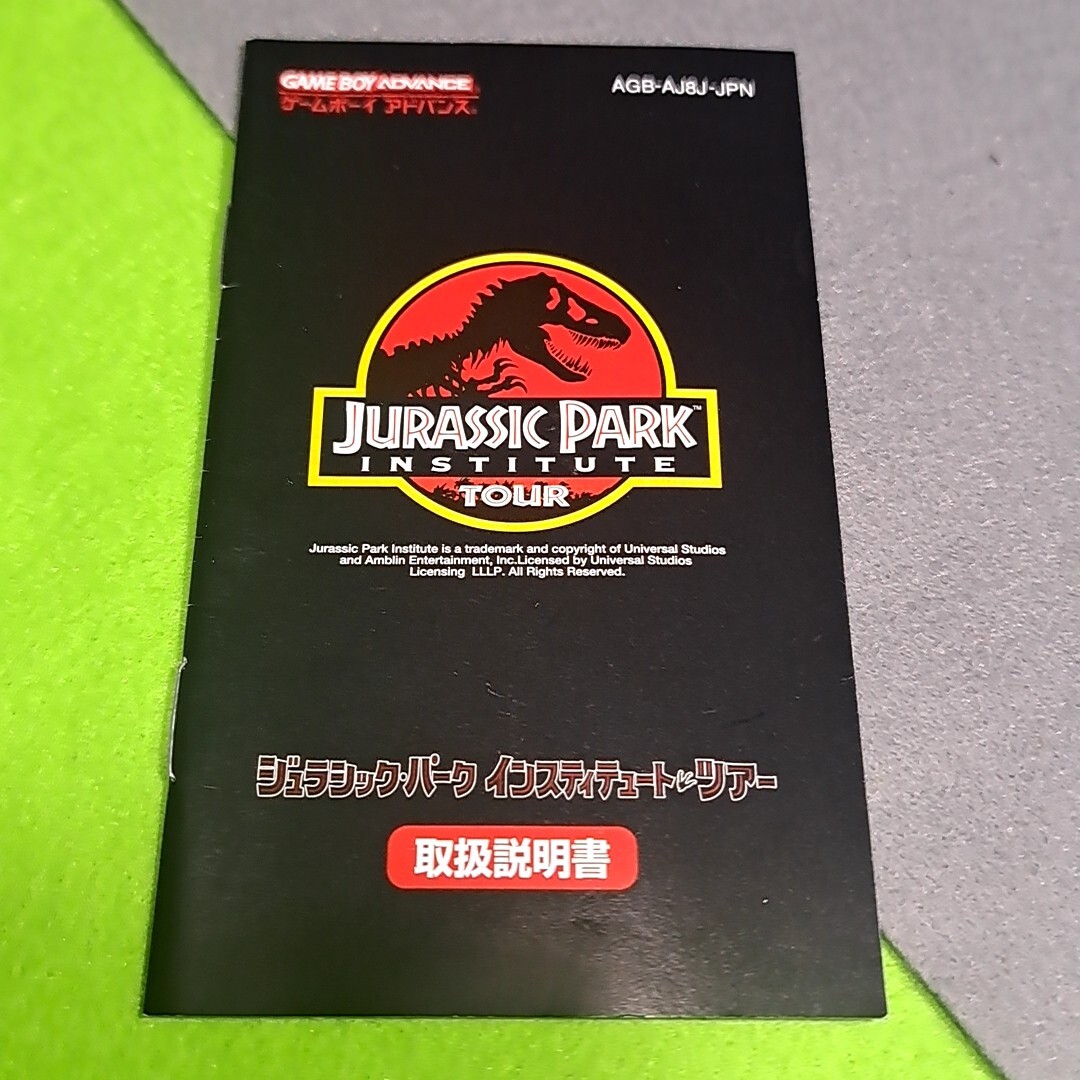 GAME BOY ADVANCE
ゲームボーイ アドバンス®
AGB-AJ8J-JPN
JURASSIC PARK™
INSTITUTE
TOUR
Jurassic Park Institute is a trademark and copyright of Universal Studios
and Amblin Entertainment, Inc.Licensed by Universal Studios
Licensing LLLP. All Rights Reserved.
ジュラシック・パーク インスティテュート ツアー
取扱説明書